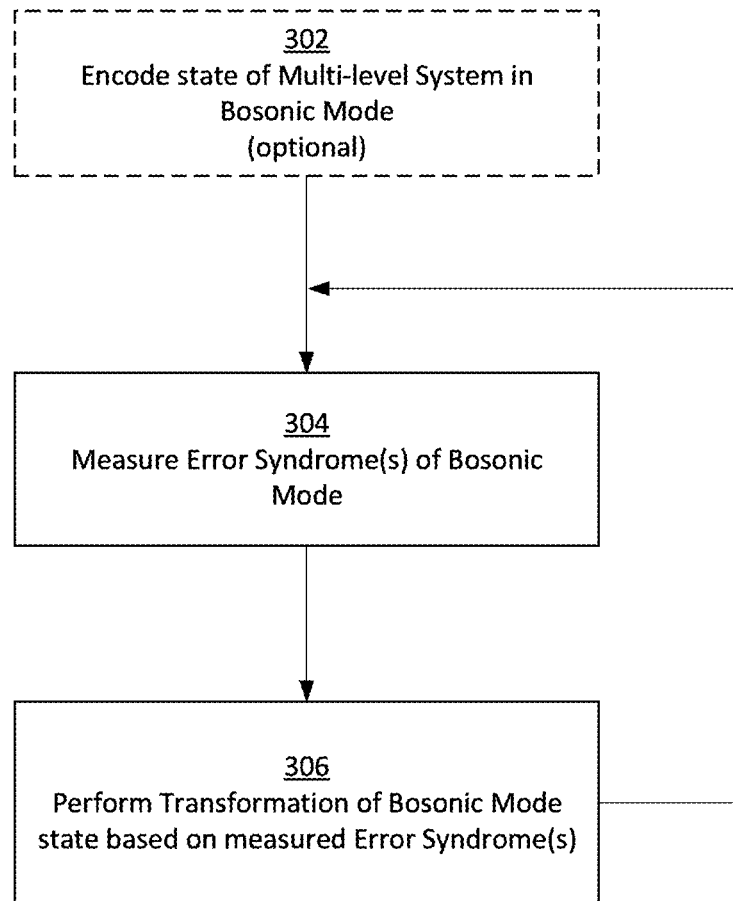 302
Encode state of Multi-level System in
Bosonic Mode
(optional)
304
Measure Error Syndrome(s) of Bosonic
Mode
306
Perform Transformation of Bosonic Mode
state based on measured Error Syndrome(s)